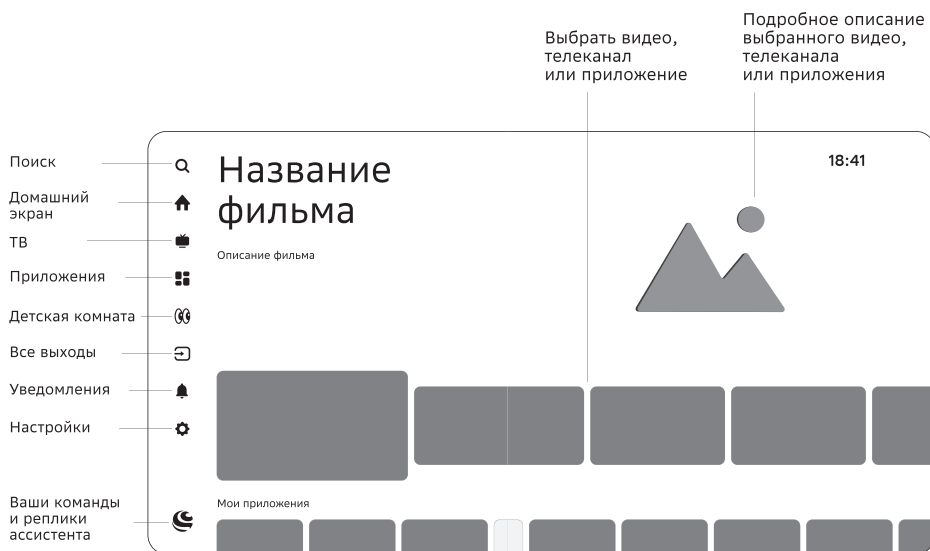 Подробное описание
выбранного видео,
телеканала
или приложения
Выбрать видео,
телеканал
или приложение
Поиск
Домашний
экран
ТВ
Приложения
Детская комната
Все выходы
Уведомления
Настройки
Ваши команды
и реплики
ассистента
Название
фильма
18:41
Описание фильма
Мои приложения